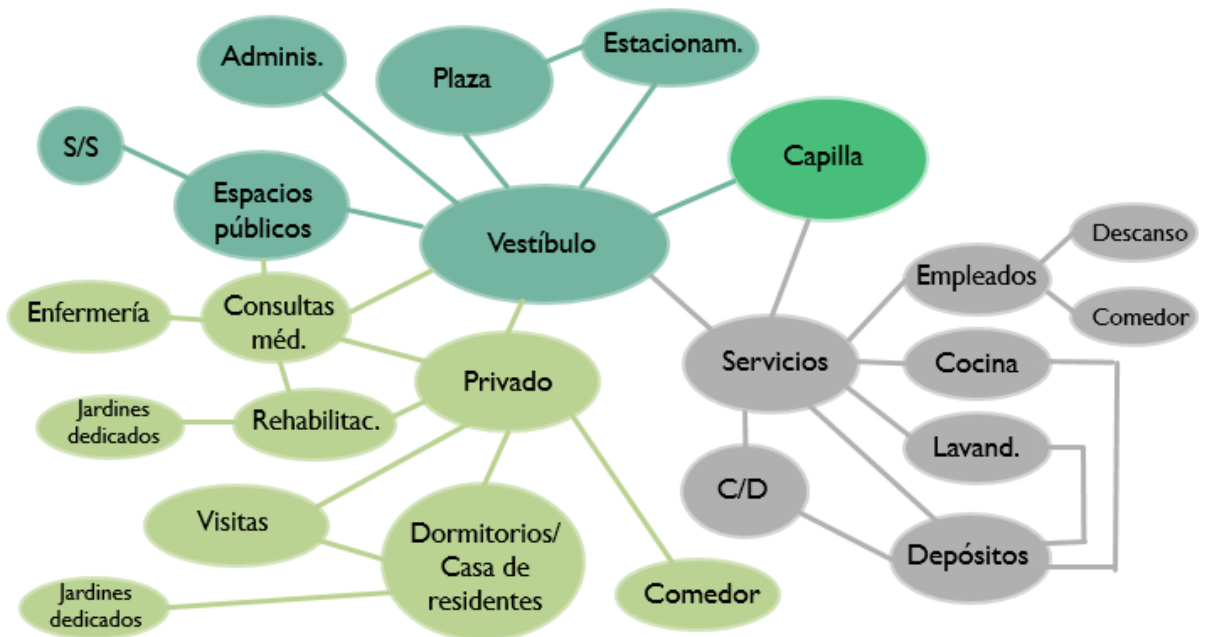 Adminis.
Plaza
Estacionam.
S/S
Espacios
públicos
Vestíbulo
Capilla
Descanso
Empleados
Comedor
Enfermería
Consultas
méd.
Privado
Servicios
Cocina
Jardines
dedicados
Rehabilitac.
Lavand.
C/D
Visitas
Dormitorios/
Casa de
residentes
Depósitos
Jardines
dedicados
Comedor